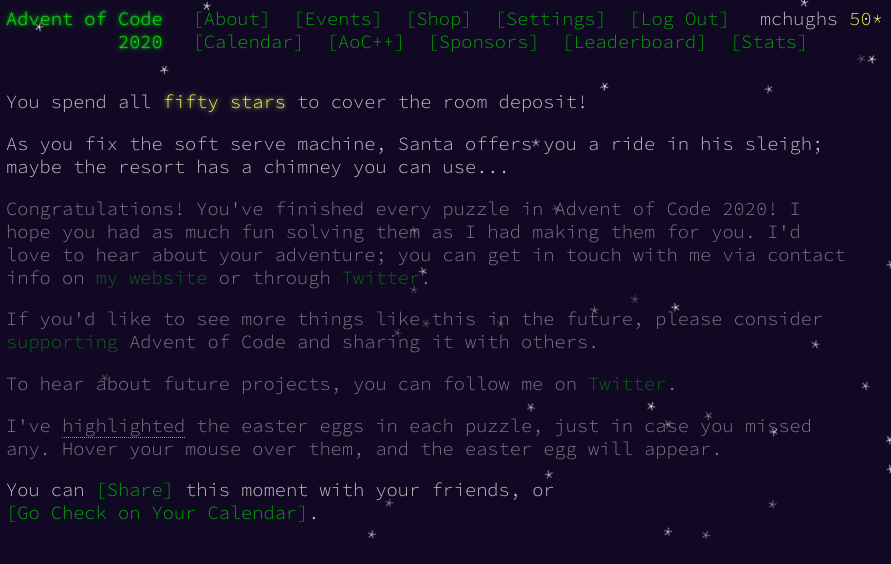 Advent of Code [About] [Events] [Shop] [Settings] [Log Out] mchughs 50*
2020 [Calendar] [AoC++] [Sponsors] [Leaderboard] [Stats]
You spend all fifty stars to cover the room deposit!
As you fix the soft serve machine, Santa offers you a ride in his sleigh;
maybe the resort has a chimney you can use...
Congratulations! You've finished every puzzle in Advent of Code 2020! I
hope you had as much fun solving them as I had making them for you. I'd
love to hear about your adventure; you can get in touch with me via contact
info on my website or through Twitter.
If you'd like to see more things like this in the future, please consider
supporting Advent of Code and sharing it with others.
To hear about future projects, you can follow me on Twitter.
I've highlighted the easter eggs in each puzzle, just in case you missed
any. Hover your mouse over them, and the easter egg will appear.
You can [Share] this moment with your friends, or
[Go Check on Your Calendar].